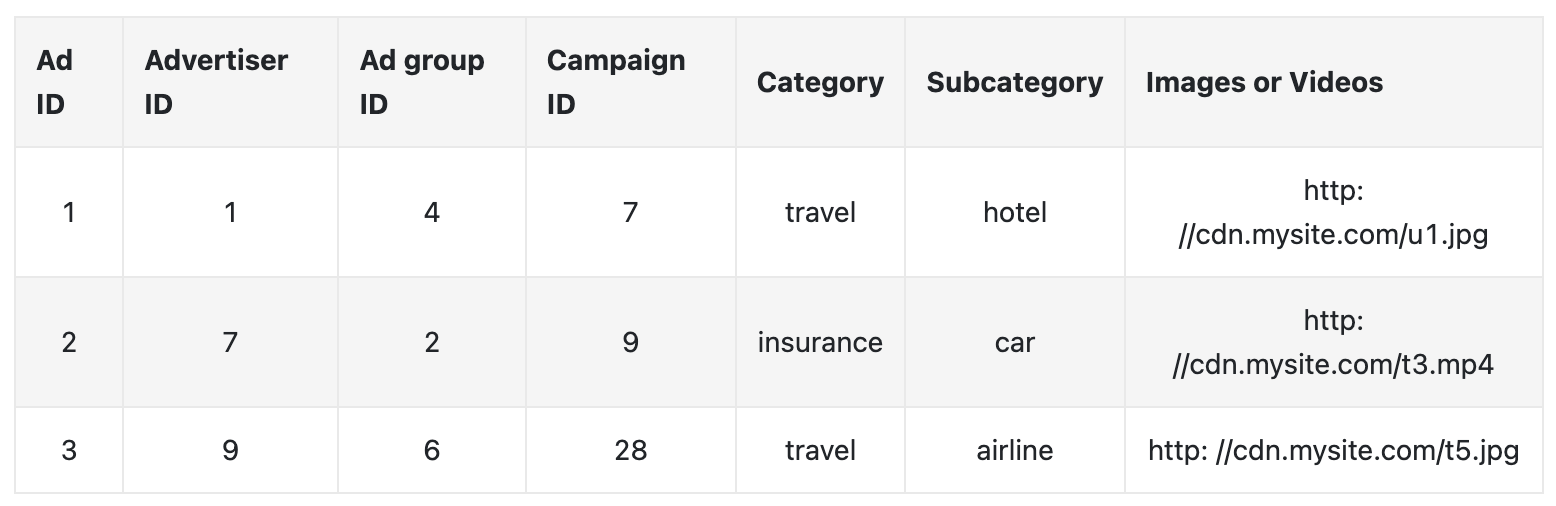 Ad ID Advertiser ID Ad group ID Campaign ID Category Subcategory Images or Videos
1 1 4 7 travel hotel http: //cdn.mysite.com/u1.jpg
2 7 2 9 insurance car http: //cdn.mysite.com/t3.mp4
3 9 6 28 travel airline http: //cdn.mysite.com/t5.jpg